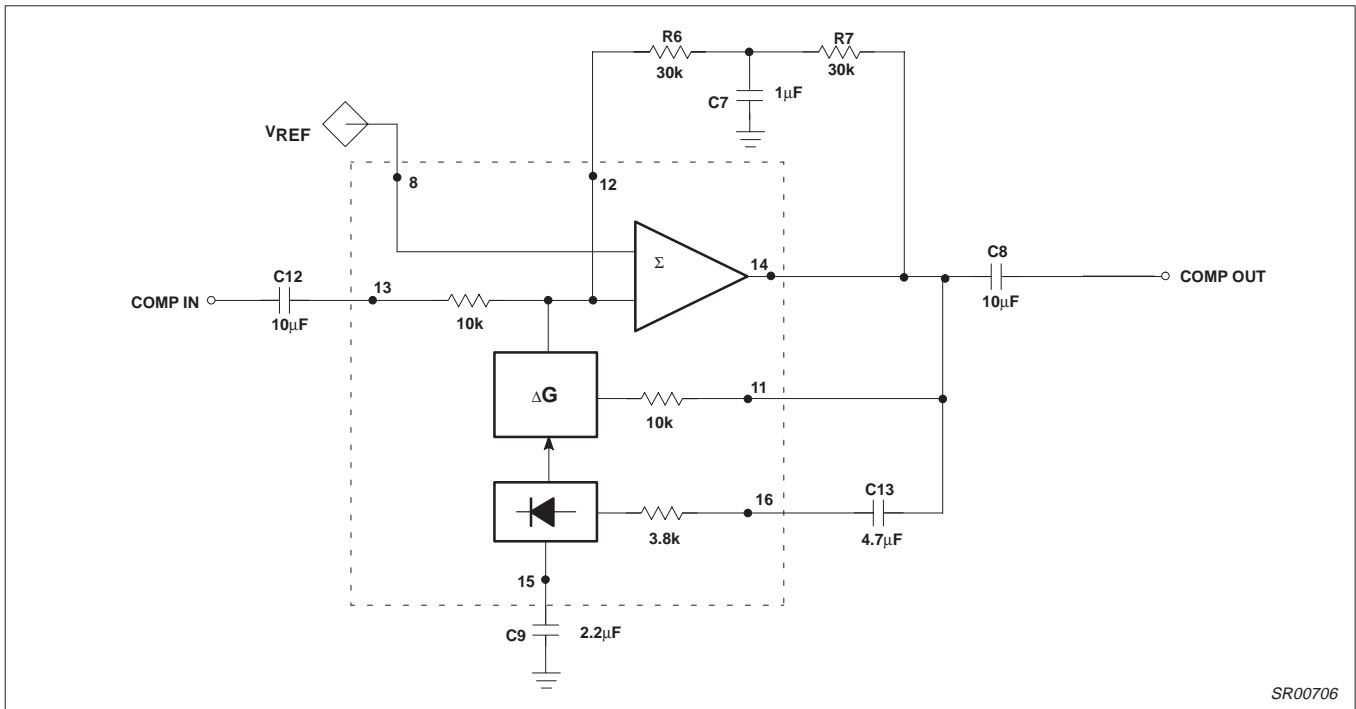 R6
R7
30k
30k
C7
1μF
VREF
8
12
Σ
14
C8
C12
COMP OUT
COMP IN
13
10μF
10μF
10k
ΔG
11
10k
16
C13
3.8k
4.7μF
15
C9
2.2μF
SR00706